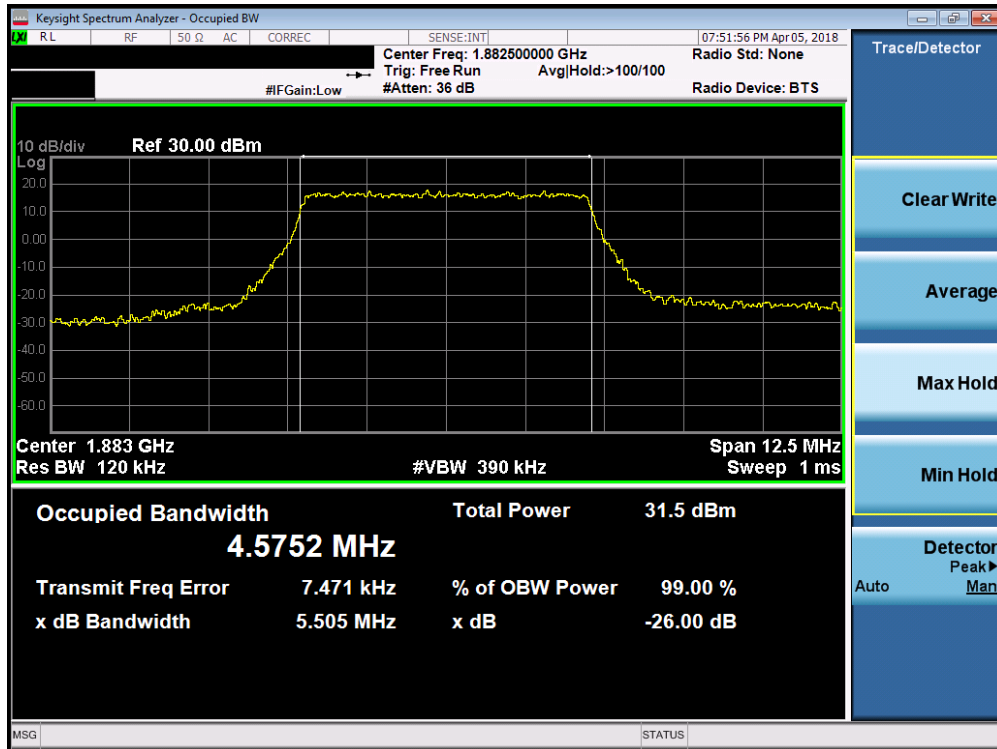 Keysight Spectrum Analyzer - Occupied BW
LXI RL RF 50 Ω AC CORREC SENSE:INT 07:51:56 PM Apr 05, 2018
Center Freq: 1.882500000 GHz Radio Std: None
Trig: Free Run Avg|Hold:>100/100
#IFGain:Low #Atten: 36 dB Radio Device: BTS
Trace/Detector
10 dB/div Ref 30.00 dBm
Log
20.0
10.0
0.00
-10.0
-20.0
-30.0
-40.0
-50.0
-60.0
Center 1.883 GHz Span 12.5 MHz
Res BW 120 kHz #VBW 390 kHz Sweep 1 ms
Occupied Bandwidth Total Power 31.5 dBm
4.5752 MHz
Transmit Freq Error 7.471 kHz % of OBW Power 99.00 %
x dB Bandwidth 5.505 MHz x dB -26.00 dB
Clear Write
Average
Max Hold
Min Hold
Detector
Peak▶
Auto Man
MSG STATUS